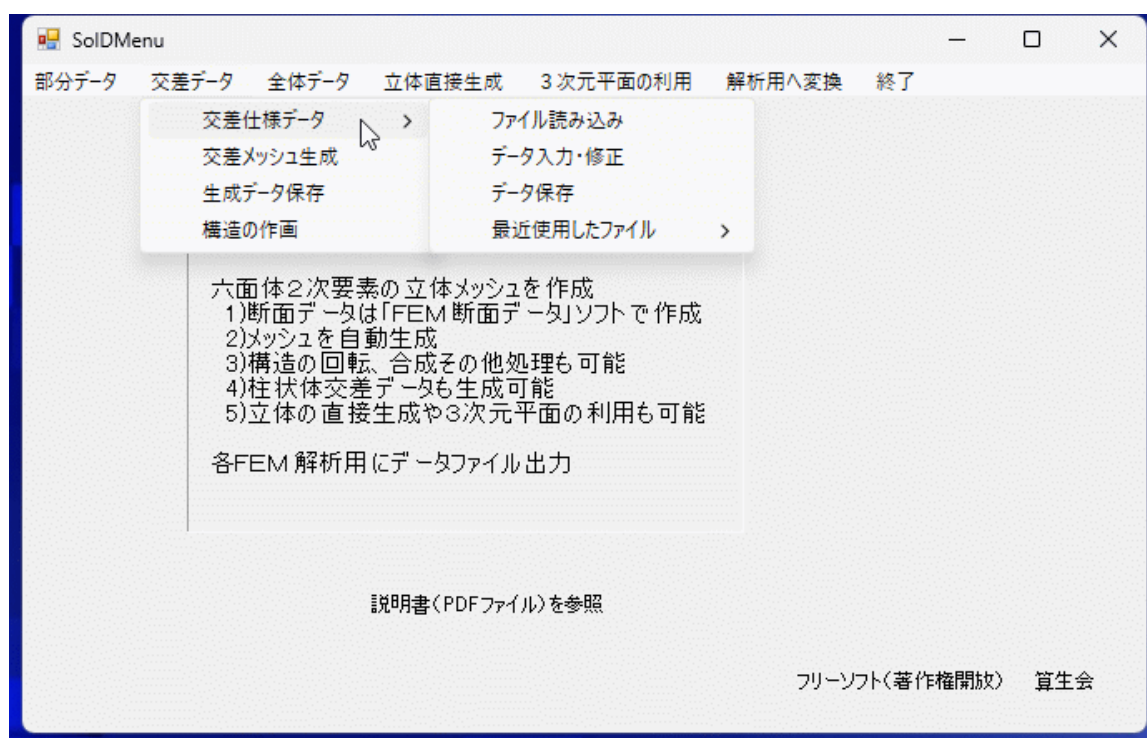 SolDMenu
部分データ 交差データ 全体データ 立体直接生成 3次元平面の利用 解析用へ変換 終了
交差仕様データ > ファイル読み込み
交差メッシュ生成 データ入力・修正
生成データ保存 データ保存
構造の作画 最近使用したファイル >
六面体2次要素の立体メッシュを作成
1)断面データは「FEM断面データ」ソフトで作成
2)メッシュを自動生成
3)構造の回転、合成その他処理も可能
4)柱状体交差データも生成可能
5)立体の直接生成や3次元平面の利用も可能
各FEM解析用にデータファイル出力
説明書(PDFファイル)を参照
フリーソフト(著作権開放) 算生会